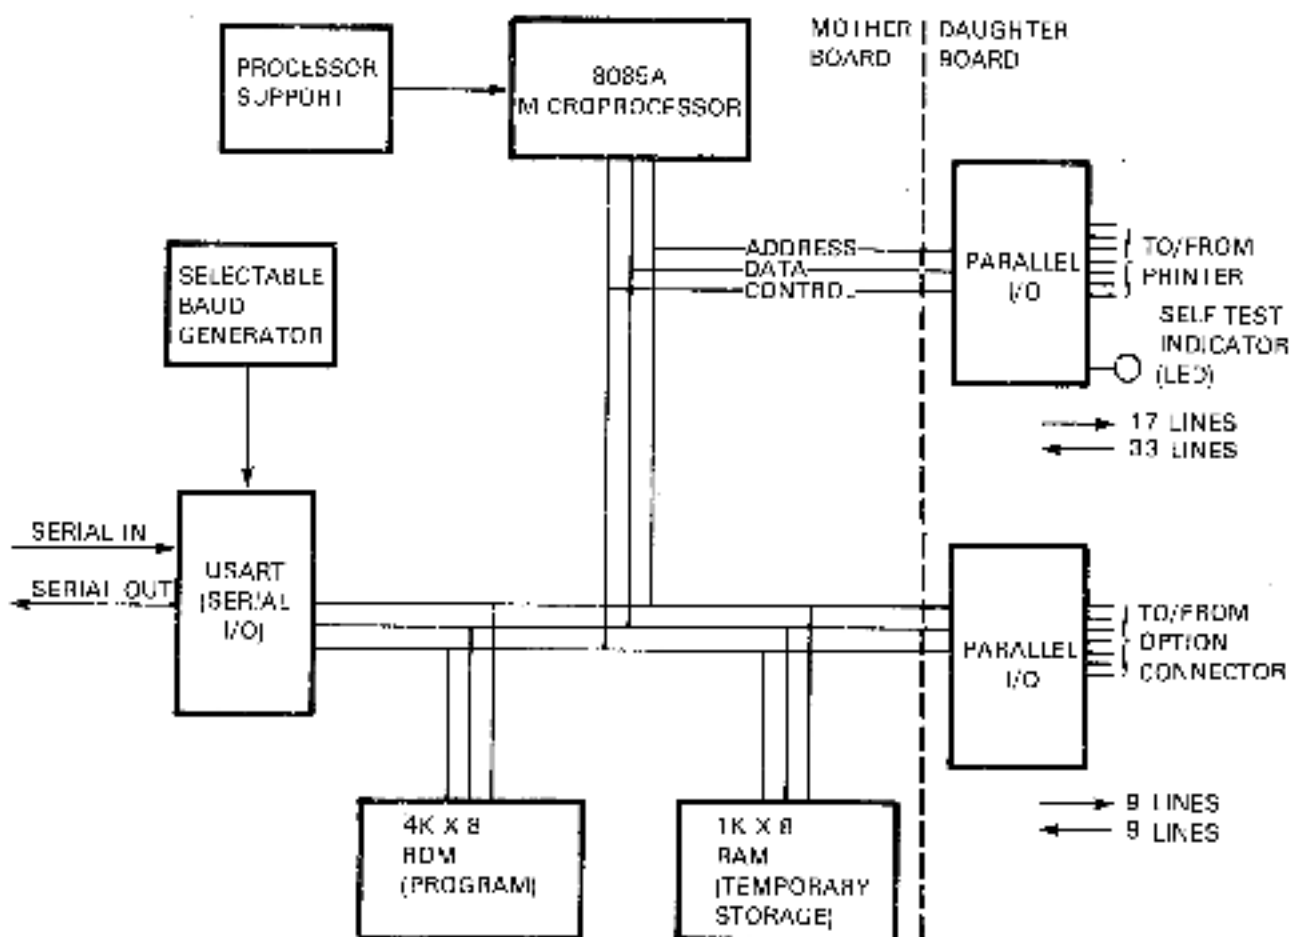 MOTHER
BOARD
DAUGHTER
BOARD
PROCESSOR
SUPPORT
8085A
MICROPROCESSOR
ADDRESS
DATA
CONTROL
PARALLEL
I/O
TO/FROM
PRINTER
SELF TEST
INDICATOR
(LED)
17 LINES
33 LINES
SELECTABLE
BAUD
GENERATOR
SERIAL IN
SERIAL OUT
USART
(SERIAL
I/O)
PARALLEL
I/O
TO/FROM
OPTION
CONNECTOR
9 LINES
9 LINES
4K X 8
ROM
(PROGRAM)
1K X 8
RAM
(TEMPORARY
STORAGE)